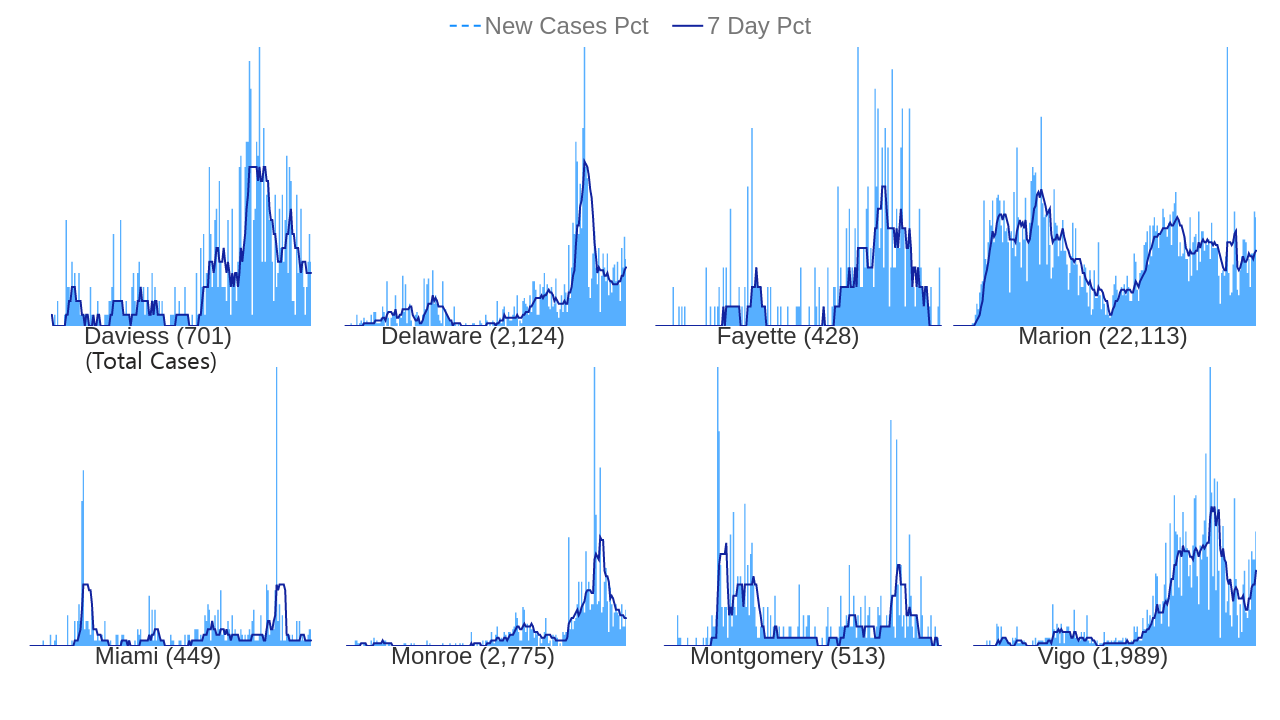 New Cases Pct 7 Day Pct
Daviess (701) Delaware (2,124) Fayette (428) Marion (22,113)
(Total Cases)
Miami (449) Monroe (2,775) Montgomery (513) Vigo (1,989)